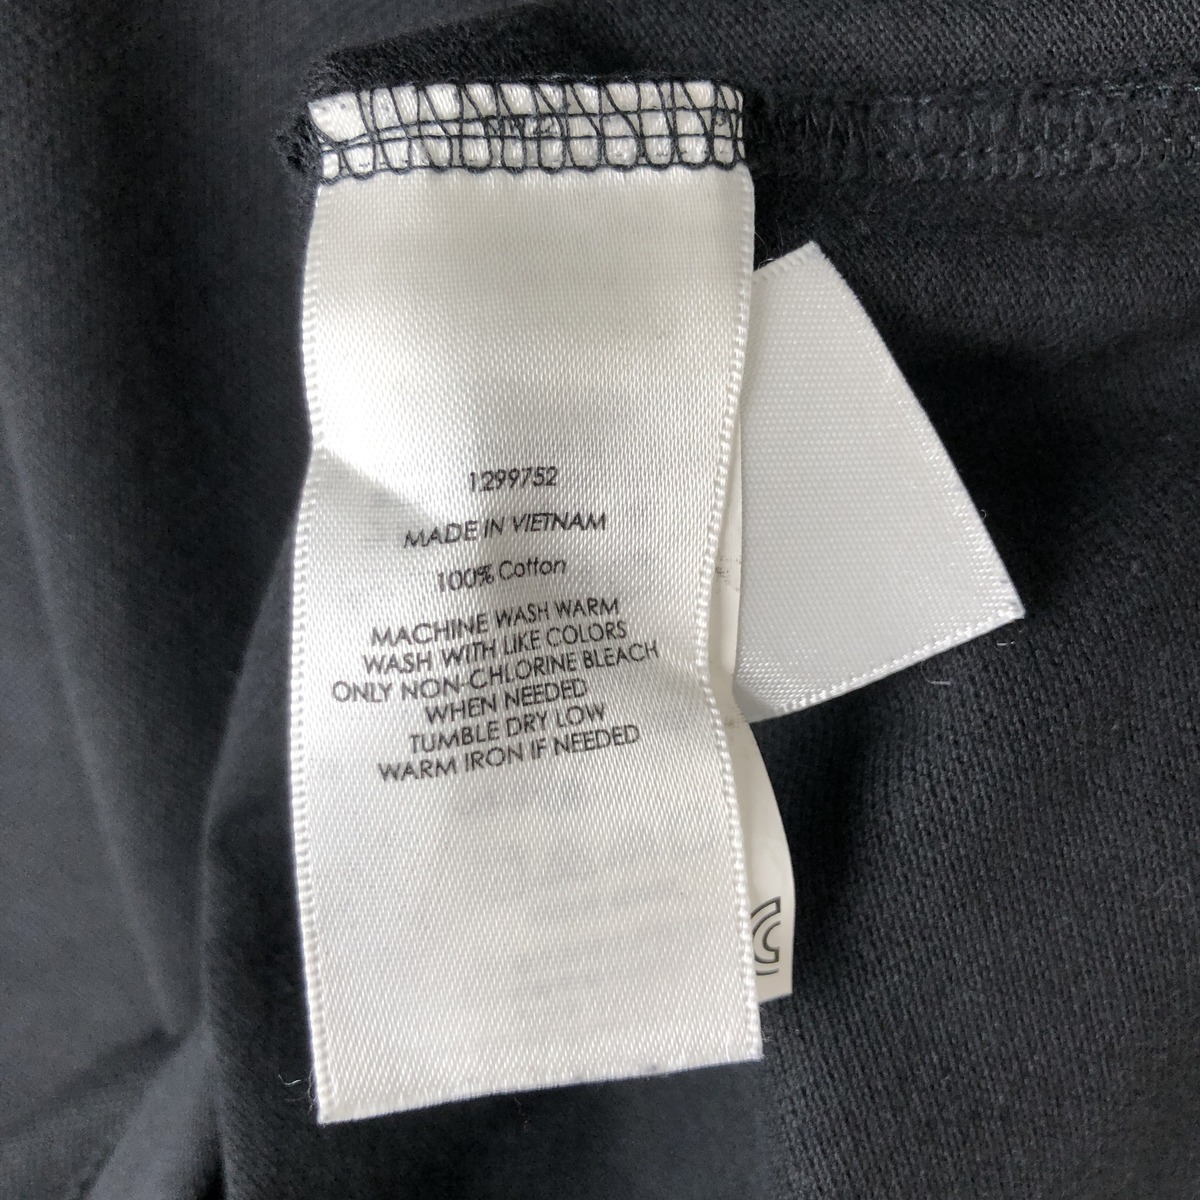 1299752
MADE IN VIETNAM
100% Cotton
MACHINE WASH WARM
WASH WITH LIKE COLORS
ONLY NON-CHLORINE BLEACH
WHEN NEEDED
TUMBLE DRY LOW
WARM IRON IF NEEDED